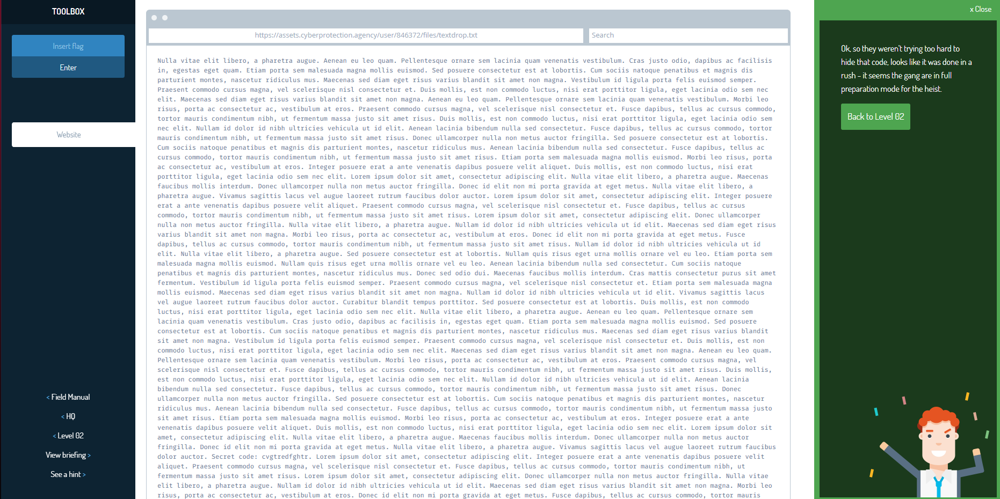 TOOLBOX
Insert flag
Enter
Website
< Field Manual
< HQ
< Level 02
View briefing >
See a hint >
https://assets.cyberprotection.agency/user/846372/files/textdrop.txt
Search
Nulla vitae elit libero, a pharetra augue. Aenean eu leo quam. Pellentesque ornare sem lacinia quam venenatis vestibulum. Cras justo odio, dapibus ac facilisis
in, egestas eget quam. Etiam porta sem malesuada magna mollis euismod. Sed posuere consectetur est at lobortis. Cum sociis natoque penatibus et magnis dis
parturient montes, nascetur ridiculus mus. Maecenas sed diam eget risus varius blandit sit amet non magna. Vestibulum id ligula porta felis euismod semper.
Praesent commodo cursus magna, vel scelerisque nisl consectetur et. Duis mollis, est non commodo luctus, nisi erat porttitor ligula, eget lacinia odio sem nec
elit. Maecenas sed diam eget risus varius blandit sit amet non magna. Aenean eu leo quam. Pellentesque ornare sem lacinia quam venenatis vestibulum. Morbi leo
risus, porta ac consectetur ac, vestibulum at eros. Praesent commodo cursus magna, vel scelerisque nisl consectetur et. Fusce dapibus, tellus ac cursus commodo,
tortor mauris condimentum nibh, ut fermentum massa justo sit amet risus. Duis mollis, est non commodo luctus, nisi erat porttitor ligula, eget lacinia odio sem
nec elit. Nullam id dolor id nibh ultricies vehicula ut id elit. Aenean lacinia bibendum nulla sed consectetur. Fusce dapibus, tellus ac cursus commodo, tortor
mauris condimentum nibh, ut fermentum massa justo sit amet risus. Donec ullamcorper nulla non metus auctor fringilla. Sed posuere consectetur est at lobortis.
Cum sociis natoque penatibus et magnis dis parturient montes, nascetur ridiculus mus. Aenean lacinia bibendum nulla sed consectetur. Fusce dapibus, tellus ac
cursus commodo, tortor mauris condimentum nibh, ut fermentum massa justo sit amet risus. Etiam porta sem malesuada magna mollis euismod. Morbi leo risus, porta
ac consectetur ac, vestibulum at eros. Integer posuere erat a ante venenatis dapibus posuere velit aliquet. Duis mollis, est non commodo luctus, nisi erat
porttitor ligula, eget lacinia odio sem nec elit. Lorem ipsum dolor sit amet, consectetur adipiscing elit. Nulla vitae elit libero, a pharetra augue. Maecenas
faucibus mollis interdum. Donec ullamcorper nulla non metus auctor fringilla. Donec id elit non mi porta gravida at eget metus. Nulla vitae elit libero, a
pharetra augue. Vivamus sagittis lacus vel augue laoreet rutrum faucibus dolor auctor. Lorem ipsum dolor sit amet, consectetur adipiscing elit. Integer posuere
erat a ante venenatis dapibus posuere velit aliquet. Praesent commodo cursus magna, vel scelerisque nisl consectetur et. Fusce dapibus, tellus ac cursus
commodo, tortor mauris condimentum nibh, ut fermentum massa justo sit amet risus. Lorem ipsum dolor sit amet, consectetur adipiscing elit. Donec ullamcorper
nulla non metus auctor fringilla. Nulla vitae elit libero, a pharetra augue. Nullam id dolor id nibh ultricies vehicula ut id elit. Maecenas sed diam eget risus
varius blandit sit amet non magna. Morbi leo risus, porta ac consectetur ac, vestibulum at eros. Donec id elit non mi porta gravida at eget metus. Fusce
dapibus, tellus ac cursus commodo, tortor mauris condimentum nibh, ut fermentum massa justo sit amet risus. Nullam id dolor id nibh ultricies vehicula ut id
elit. Nulla vitae elit libero, a pharetra augue. Sed posuere consectetur est at lobortis. Nullam quis risus eget urna mollis ornare vel eu leo. Etiam porta sem
malesuada magna mollis euismod. Nullam quis risus eget urna mollis ornare vel eu leo. Aenean lacinia bibendum nulla sed consectetur. Cum sociis natoque
penatibus et magnis dis parturient montes, nascetur ridiculus mus. Donec sed odio dui. Maecenas faucibus mollis interdum. Cras mattis consectetur purus sit amet
fermentum. Vestibulum id ligula porta felis euismod semper. Praesent commodo cursus magna, vel scelerisque nisl consectetur et. Etiam porta sem malesuada magna
mollis euismod. Maecenas sed diam eget risus varius blandit sit amet non magna. Nullam id dolor id nibh ultricies vehicula ut id elit. Vivamus sagittis lacus
vel augue laoreet rutrum faucibus dolor auctor. Curabitur blandit tempus porttitor. Sed posuere consectetur est at lobortis. Duis mollis, est non commodo
luctus, nisi erat porttitor ligula, eget lacinia odio sem nec elit. Nulla vitae elit libero, a pharetra augue. Aenean eu leo quam. Pellentesque ornare sem
lacinia quam venenatis vestibulum. Cras justo odio, dapibus ac facilisis in, egestas eget quam. Etiam porta sem malesuada magna mollis euismod. Sed posuere
consectetur est at lobortis. Cum sociis natoque penatibus et magnis dis parturient montes, nascetur ridiculus mus. Maecenas sed diam eget risus varius blandit
sit amet non magna. Vestibulum id ligula porta felis euismod semper. Praesent commodo cursus magna, vel scelerisque nisl consectetur et. Duis mollis, est non
commodo luctus, nisi erat porttitor ligula, eget lacinia odio sem nec elit. Maecenas sed diam eget risus varius blandit sit amet non magna. Aenean eu leo quam.
Pellentesque ornare sem lacinia quam venenatis vestibulum. Morbi leo risus, porta ac consectetur ac, vestibulum at eros. Praesent commodo cursus magna, vel
scelerisque nisl consectetur et. Fusce dapibus, tellus ac cursus commodo, tortor mauris condimentum nibh, ut fermentum massa justo sit amet risus. Duis mollis,
est non commodo luctus, nisi erat porttitor ligula, eget lacinia odio sem nec elit. Nullam id dolor id nibh ultricies vehicula ut id elit. Aenean lacinia
bibendum nulla sed consectetur. Fusce dapibus, tellus ac cursus commodo, tortor mauris condimentum nibh, ut fermentum massa justo sit amet risus. Donec
ullamcorper nulla non metus auctor fringilla. Sed posuere consectetur est at lobortis. Cum sociis natoque penatibus et magnis dis parturient montes, nascetur
ridiculus mus. Aenean lacinia bibendum nulla sed consectetur. Fusce dapibus, tellus ac cursus commodo, tortor mauris condimentum nibh, ut fermentum massa justo
sit amet risus. Etiam porta sem malesuada magna mollis euismod. Morbi leo risus, porta ac consectetur ac, vestibulum at eros. Integer posuere erat a ante
venenatis dapibus posuere velit aliquet. Duis mollis, est non commodo luctus, nisi erat porttitor ligula, eget lacinia odio sem nec elit. Lorem ipsum dolor sit
amet, consectetur adipiscing elit. Nulla vitae elit libero, a pharetra augue. Maecenas faucibus mollis interdum. Donec ullamcorper nulla non metus auctor
fringilla. Donec id elit non mi porta gravida at eget metus. Nulla vitae elit libero, a pharetra augue. Vivamus sagittis lacus vel augue laoreet rutrum faucibus
dolor auctor. Secret code: cvgtredfghtr. Lorem ipsum dolor sit amet, consectetur adipiscing elit. Integer posuere erat a ante venenatis dapibus posuere velit
aliquet. Praesent commodo cursus magna, vel scelerisque nisl consectetur et. Fusce dapibus, tellus ac cursus commodo, tortor mauris condimentum nibh, ut
fermentum massa justo sit amet risus. Lorem ipsum dolor sit amet, consectetur adipiscing elit. Donec ullamcorper nulla non metus auctor fringilla. Nulla vitae
elit libero, a pharetra augue. Nullam id dolor id nibh ultricies vehicula ut id elit. Maecenas sed diam eget risus varius blandit sit amet non magna. Morbi leo
risus, porta ac consectetur ac, vestibulum at eros. Donec id elit non mi porta gravida at eget metus. Fusce dapibus, tellus ac cursus commodo, tortor mauris
x Close
Ok, so they weren't trying too hard to
hide that code, looks like it was done in a
rush - it seems the gang are in full
preparation mode for the heist.
Back to Level 02